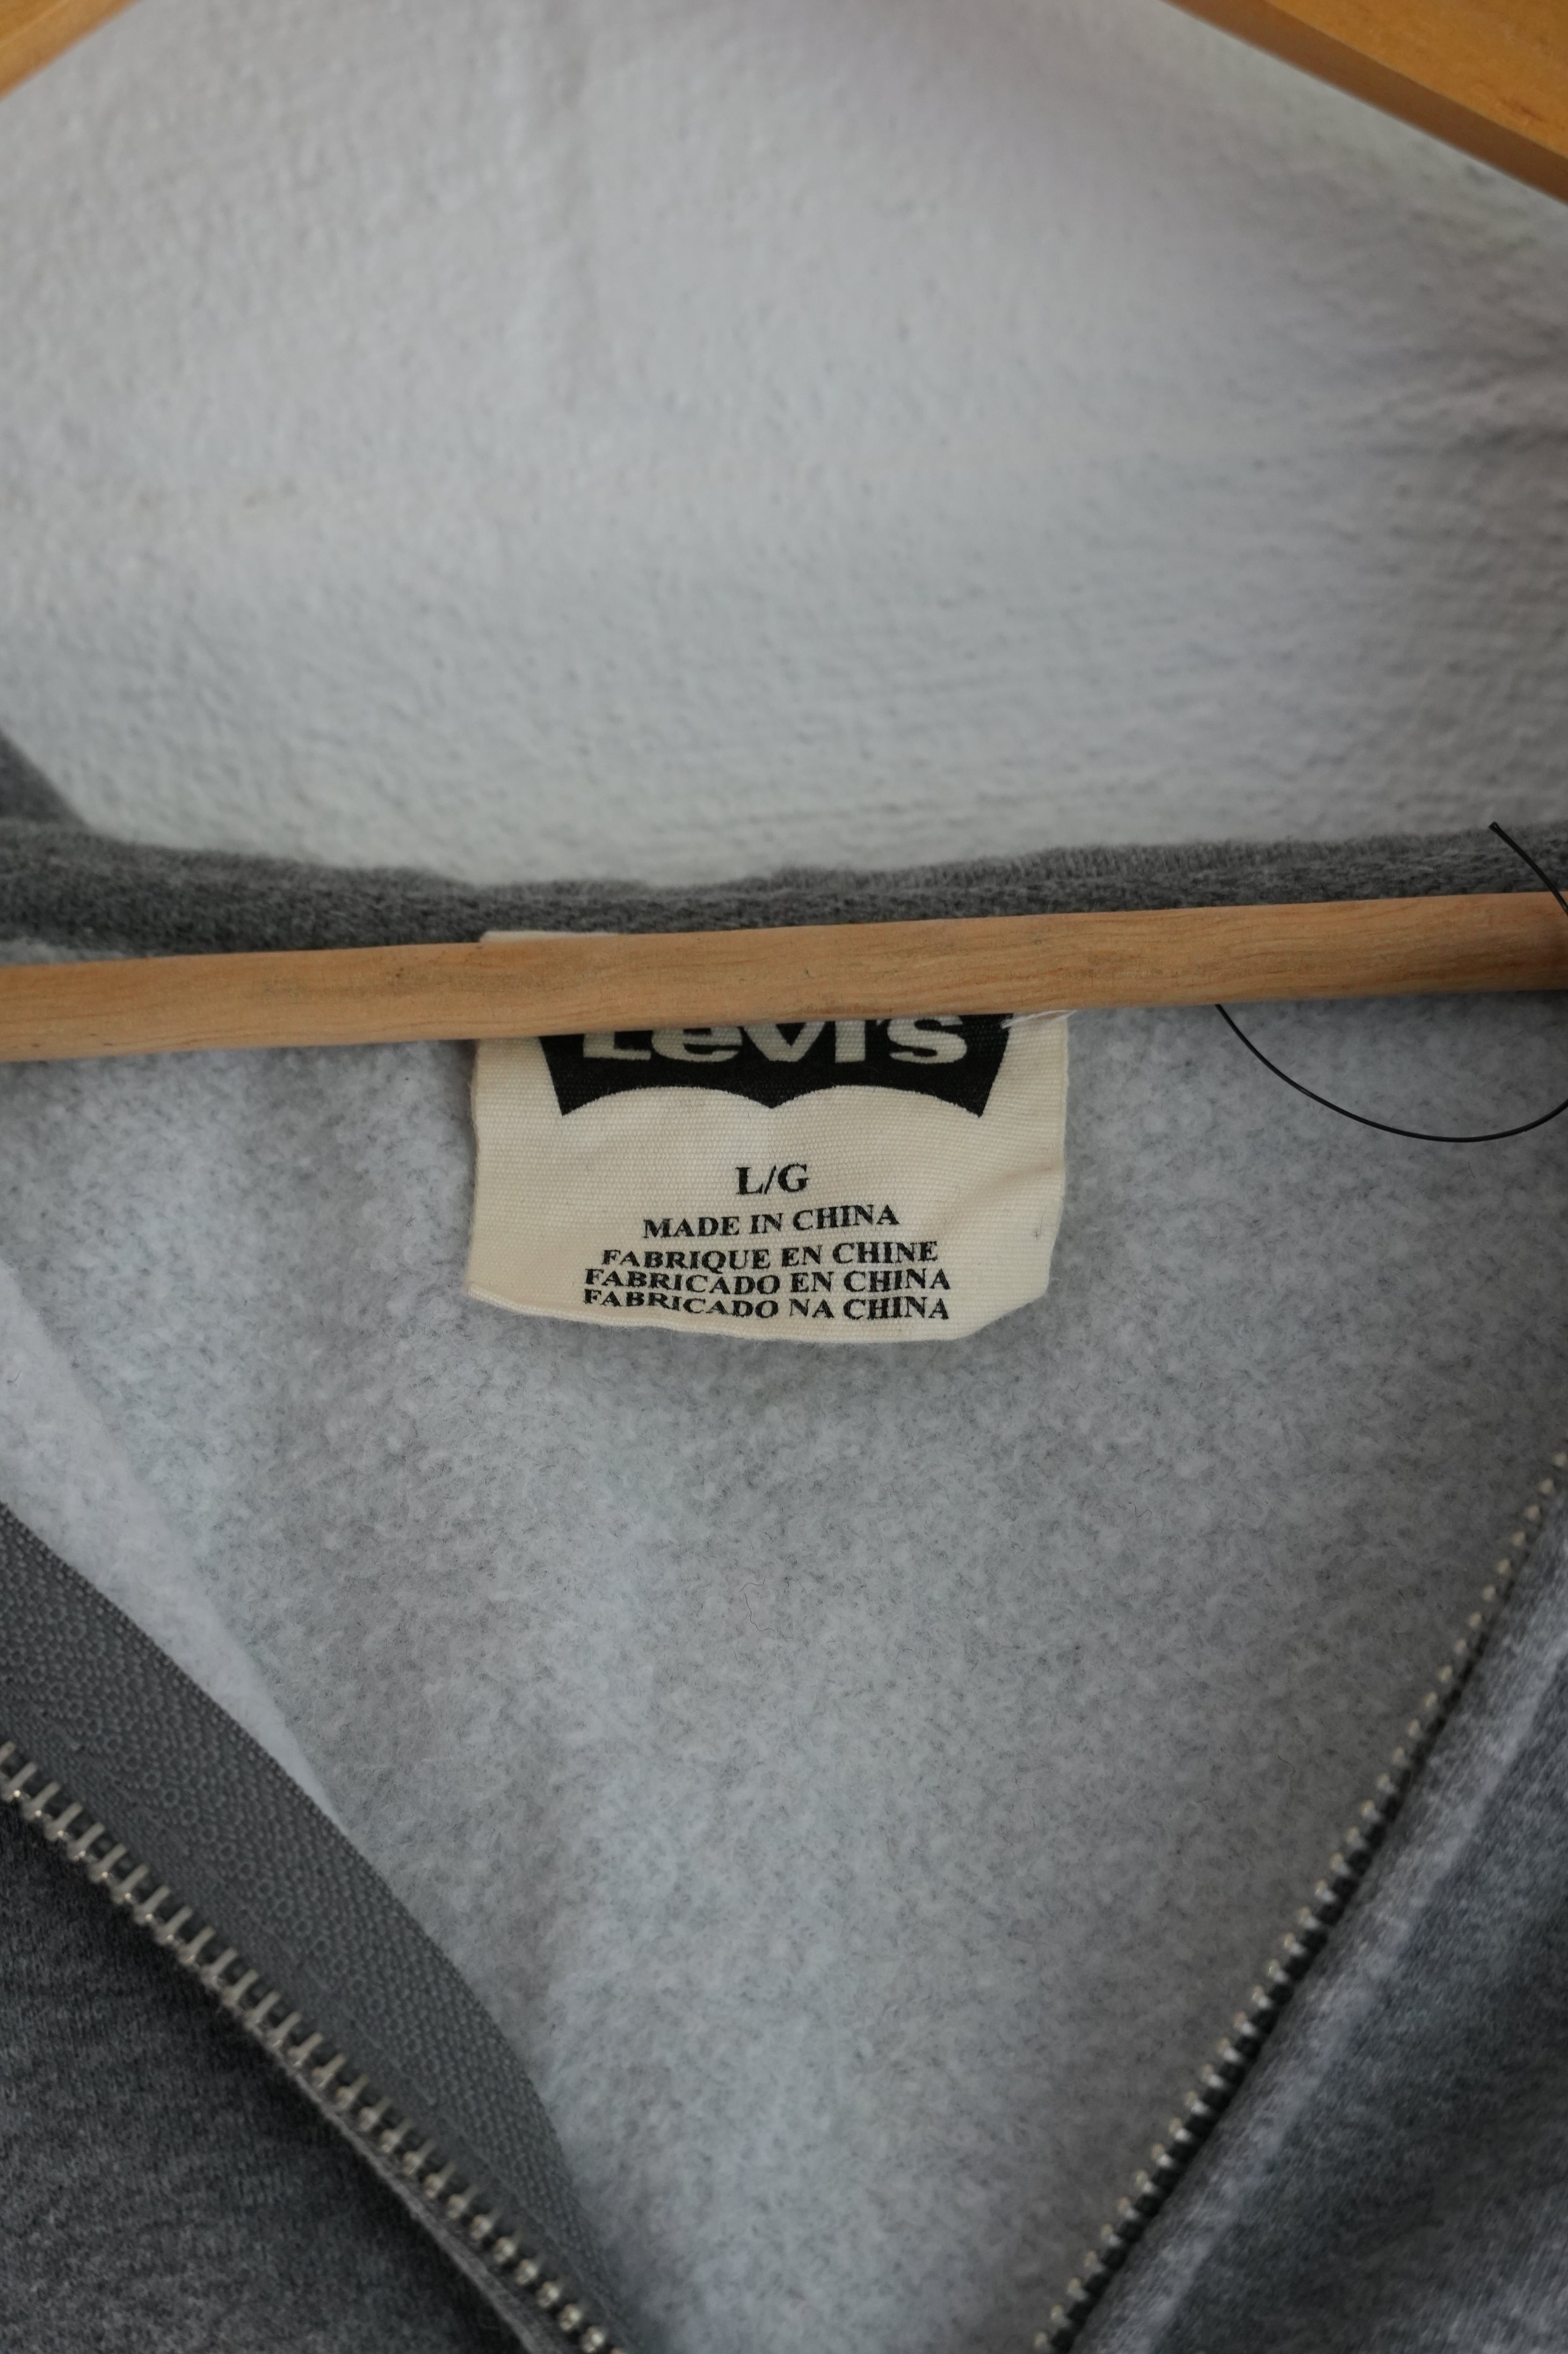 Levi's
L/G
MADE IN CHINA
FABRIQUE EN CHINE
FABRICADO EN CHINA
FABRICADO NA CHINA